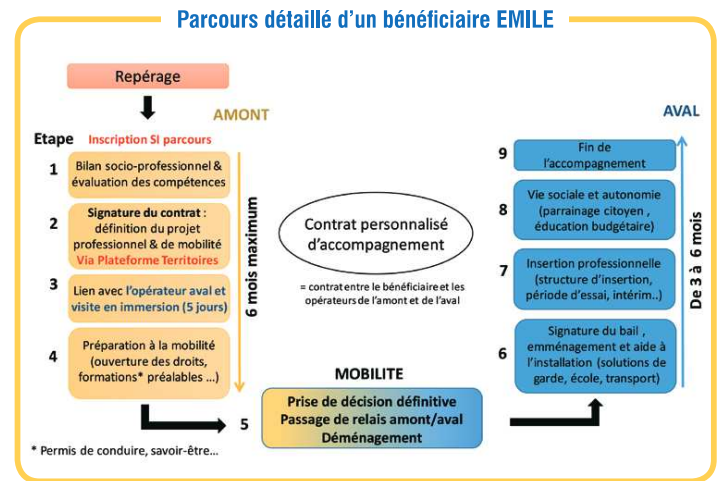 Parcours détaillé d'un bénéficiaire EMILE
Repérage
AMONT
Etape
Inscription SI parcours
1
Bilan socio-professionnel &
évaluation des compétences
2
Signature du contrat :
définition du projet
professionnel & de mobilité
Via Plateforme Territoires
3
Lien avec l'opérateur aval et
visite en immersion (5 jours)
4
Préparation à la mobilité
(ouverture des droits,
formations* préalables ...)
6 mois maximum
* Permis de conduire, savoir-être...
Contrat personnalisé
d'accompagnement
= contrat entre le bénéficiaire et les
opérateurs de l'amont et de l'aval
MOBILITE
5
Prise de décision définitive
Passage de relais amont/aval
Déménagement
AVAL
9
Fin de
l'accompagnement
8
Vie sociale et autonomie
(parrainage citoyen ,
éducation budgétaire)
7
Insertion professionnelle
(structure d'insertion,
période d'essai, intérim..)
6
Signature du bail ,
emménagement et aide à
l'installation (solutions de
garde, école, transport)
De 3 à 6 mois